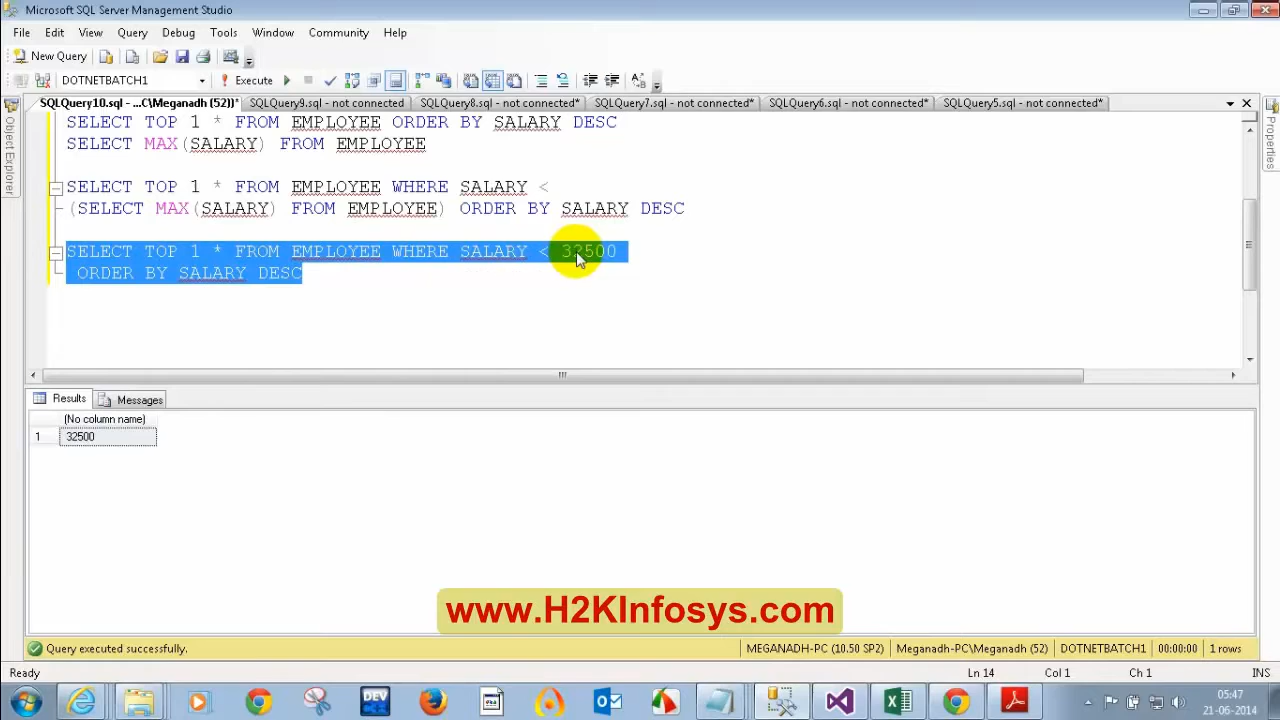 Microsoft SQL Server Management Studio
File Edit View Query Debug Tools Window Community Help
New Query
DOTNETBATCH1 Execute
SQLQuery10.sql - ...C\Meganadh (52))* SQLQuery9.sql - not connected SQLQuery8.sql - not connected* SQLQuery7.sql - not connected* SQLQuery6.sql - not connected* SQLQuery5.sql - not connected*
Object Explorer
Properties
SELECT TOP 1 * FROM EMPLOYEE ORDER BY SALARY DESC
SELECT MAX(SALARY) FROM EMPLOYEE
SELECT TOP 1 * FROM EMPLOYEE WHERE SALARY <
(SELECT MAX(SALARY) FROM EMPLOYEE) ORDER BY SALARY DESC
SELECT TOP 1 * FROM EMPLOYEE WHERE SALARY < 32500
ORDER BY SALARY DESC
Results Messages
(No column name)
1 32500
www.H2KInfosys.com
Query executed successfully. MEGANADH-PC (10.50 SP2) Meganadh-PC\Meganadh (52) DOTNETBATCH1 00:00:00 1 rows
Ready Ln 14 Col 1 Ch 1 INS
DEV
05:47
21-06-2014